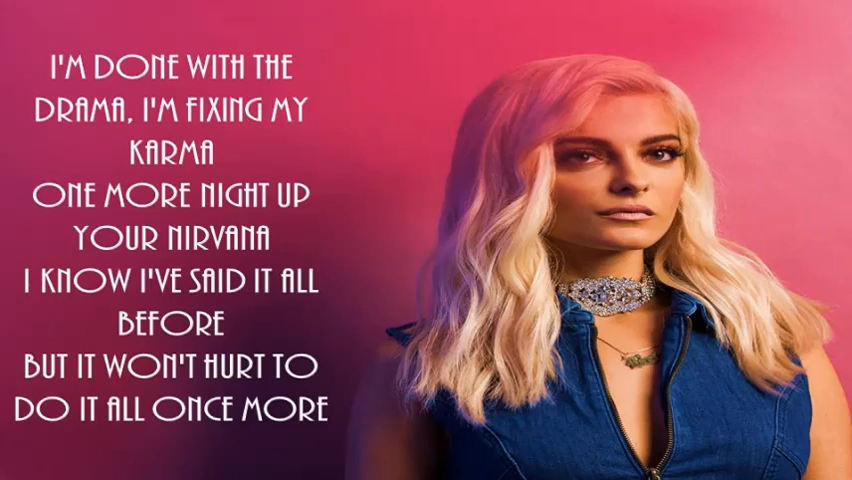 I'M DONE WITH THE
DRAMA, I'M FIXING MY
KARMA
ONE MORE NIGHT UP
YOUR NIRVANA
I KNOW I'VE SAID IT ALL
BEFORE
BUT IT WON'T HURT TO
DO IT ALL ONCE MORE